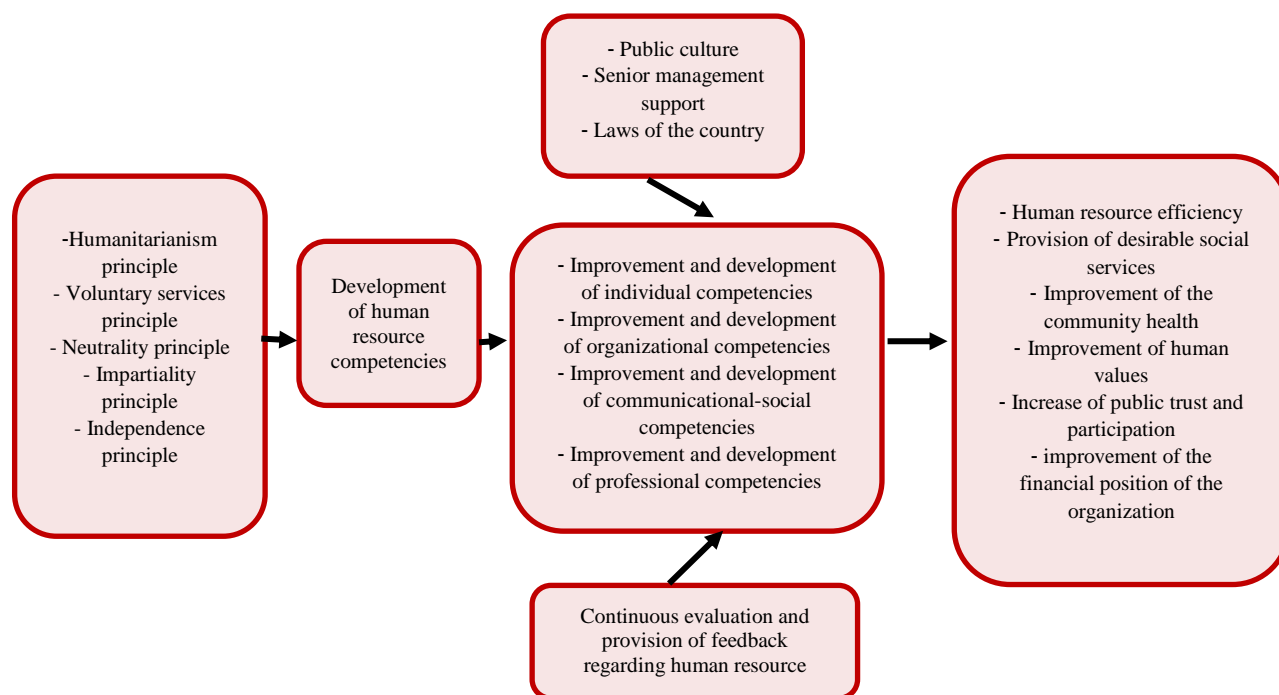 - Public culture
- Senior management
support
- Laws of the country
-Humanitarianism
principle
- Voluntary services
principle
- Neutrality principle
- Impartiality
principle
- Independence
principle
Development
of human
resource
competencies
- Improvement and development
of individual competencies
- Improvement and development
of organizational competencies
- Improvement and development
of communicational-social
competencies
- Improvement and development
of professional competencies
- Human resource efficiency
- Provision of desirable social
services
- Improvement of the
community health
- Improvement of human
values
- Increase of public trust and
participation
- improvement of the
financial position of the
organization
Continuous evaluation and
provision of feedback
regarding human resource